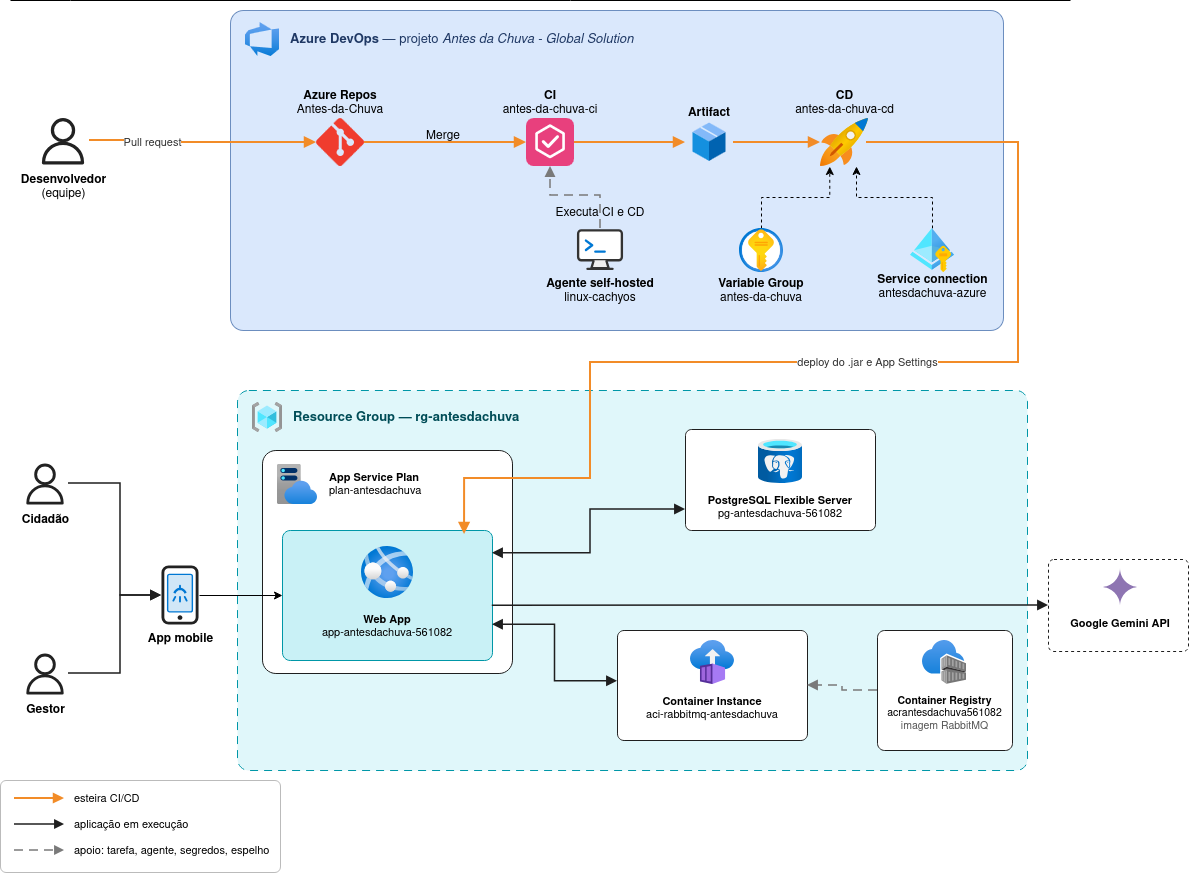 Azure DevOps — projeto Antes da Chuva - Global Solution
Azure Repos
Antes-da-Chuva
CI
antes-da-chuva-ci
Artifact
CD
antes-da-chuva-cd
Pull request
Merge
Desenvolvedor
(equipe)
Executa CI e CD
Agente self-hosted
linux-cachyos
Variable Group
antes-da-chuva
Service connection
antesdachuva-azure
deploy do .jar e App Settings
Resource Group — rg-antesdachuva
App Service Plan
plan-antesdachuva
PostgreSQL Flexible Server
pg-antesdachuva-561082
Cidadão
App mobile
Gestor
Web App
app-antesdachuva-561082
Google Gemini API
Container Instance
aci-rabbitmq-antesdachuva
Container Registry
acrantesdachuva561082
imagem RabbitMQ
esteira CI/CD
aplicação em execução
apoio: tarefa, agente, segredos, espelho